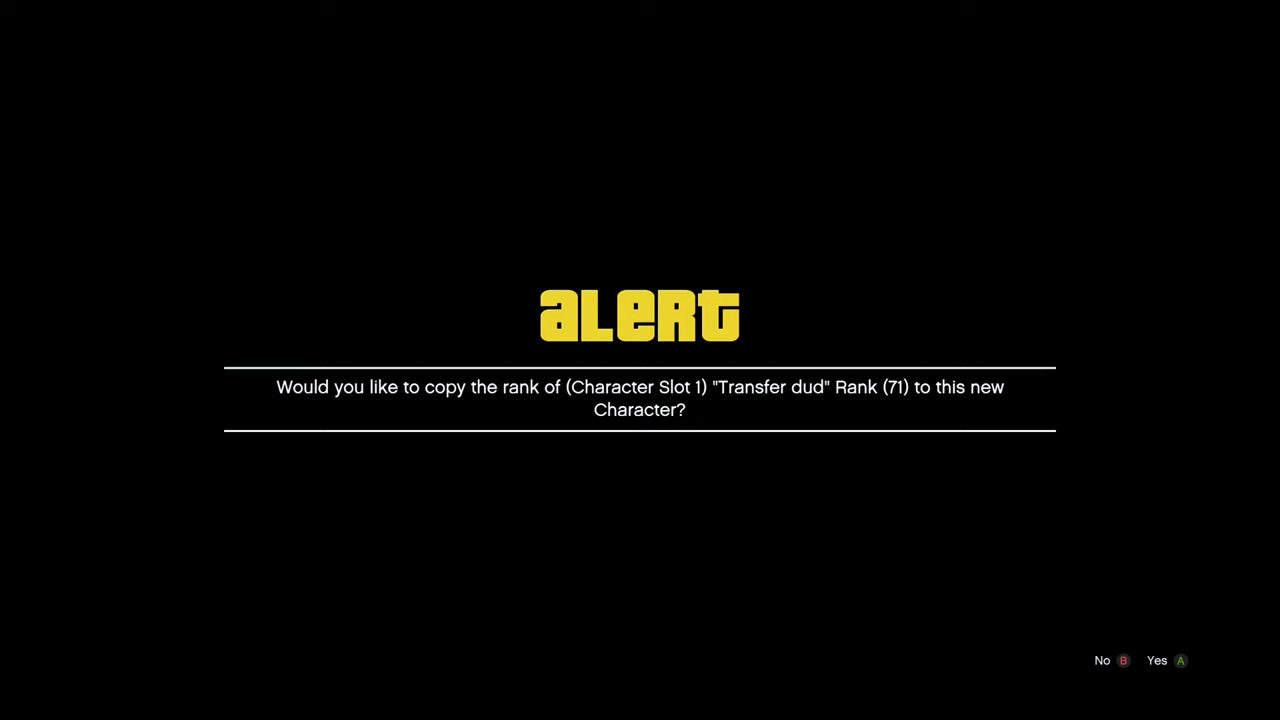 aLeRt
Would you like to copy the rank of (Character Slot 1) "Transfer dud" Rank (71) to this new
Character?
No B Yes A